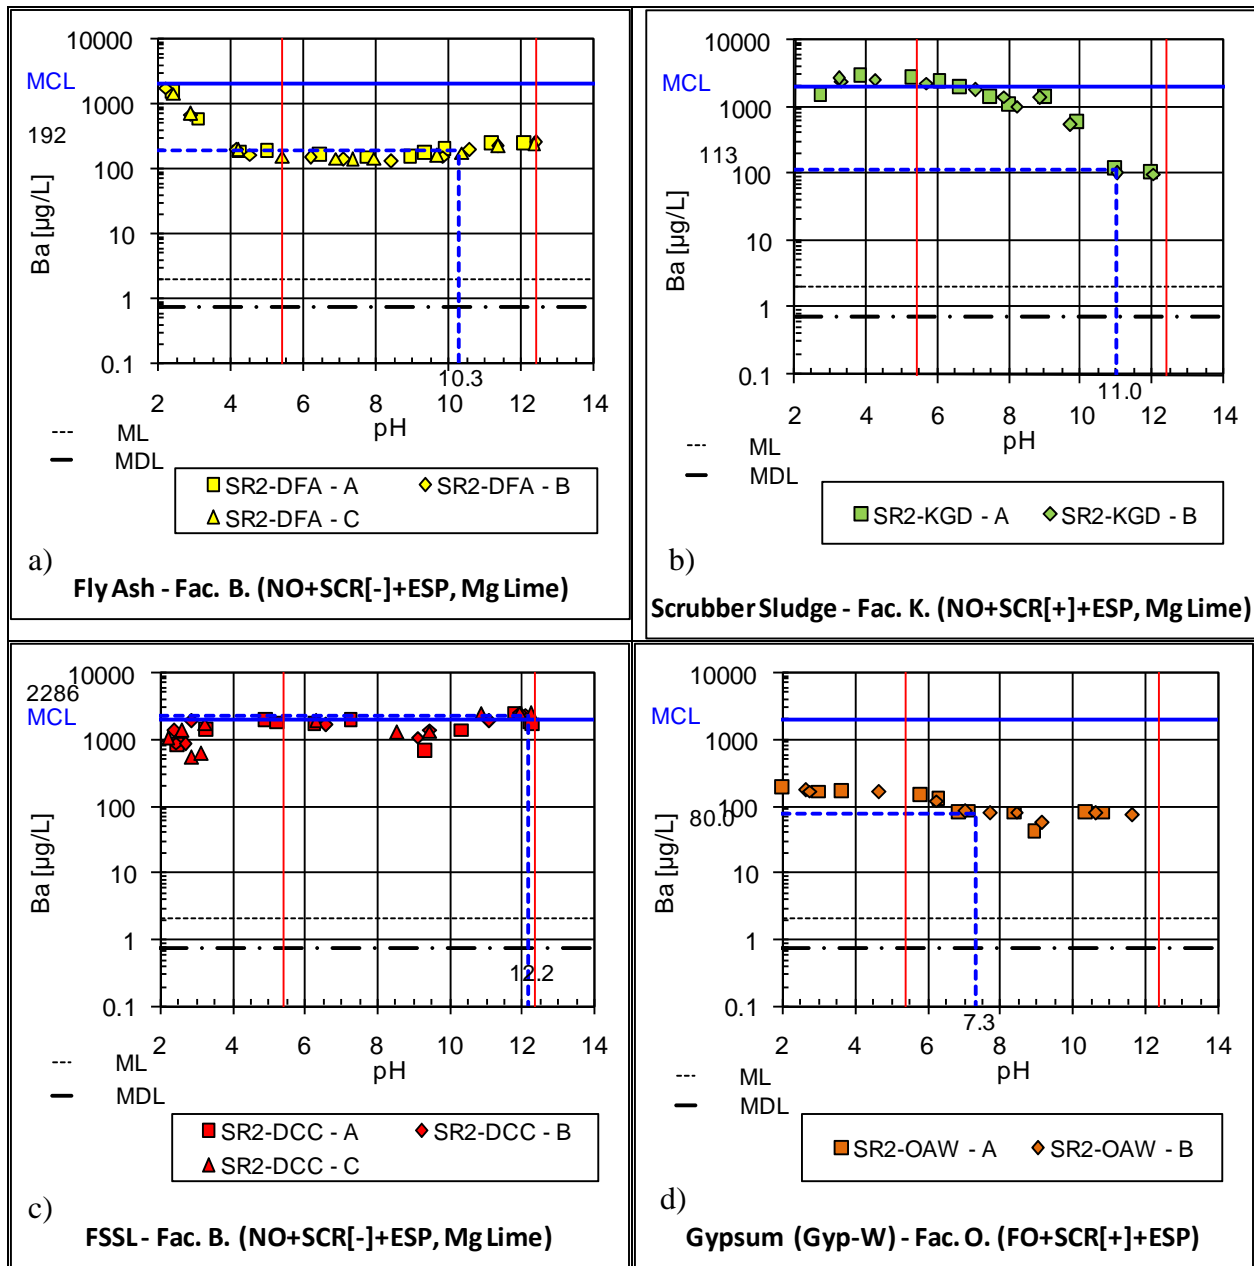 10000
MCL
1000
192
100
10
1
0.1
Ba [µg/L]
10.3
2 4 6 8 10 12 14
pH
ML
MDL
SR2-DFA - A SR2-DFA - B
SR2-DFA - C
a)
Fly Ash - Fac. B. (NO+SCR[-]+ESP, Mg Lime)
10000
MCL
1000
113
100
10
1
0.1
Ba [µg/L]
11.0
2 4 6 8 10 12 14
pH
ML
MDL
SR2-KGD - A SR2-KGD - B
b)
Scrubber Sludge - Fac. K. (NO+SCR[+]+ESP, Mg Lime)
10000
2286
MCL
1000
100
10
1
0.1
Ba [µg/L]
12.2
2 4 6 8 10 12 14
pH
ML
MDL
SR2-DCC - A SR2-DCC - B
SR2-DCC - C
c)
FSSL - Fac. B. (NO+SCR[-]+ESP, Mg Lime)
10000
MCL
1000
100
80.0
10
1
0.1
Ba [µg/L]
7.3
2 4 6 8 10 12 14
pH
ML
MDL
SR2-OAW - A SR2-OAW - B
d)
Gypsum (Gyp-W) - Fac. O. (FO+SCR[+]+ESP)